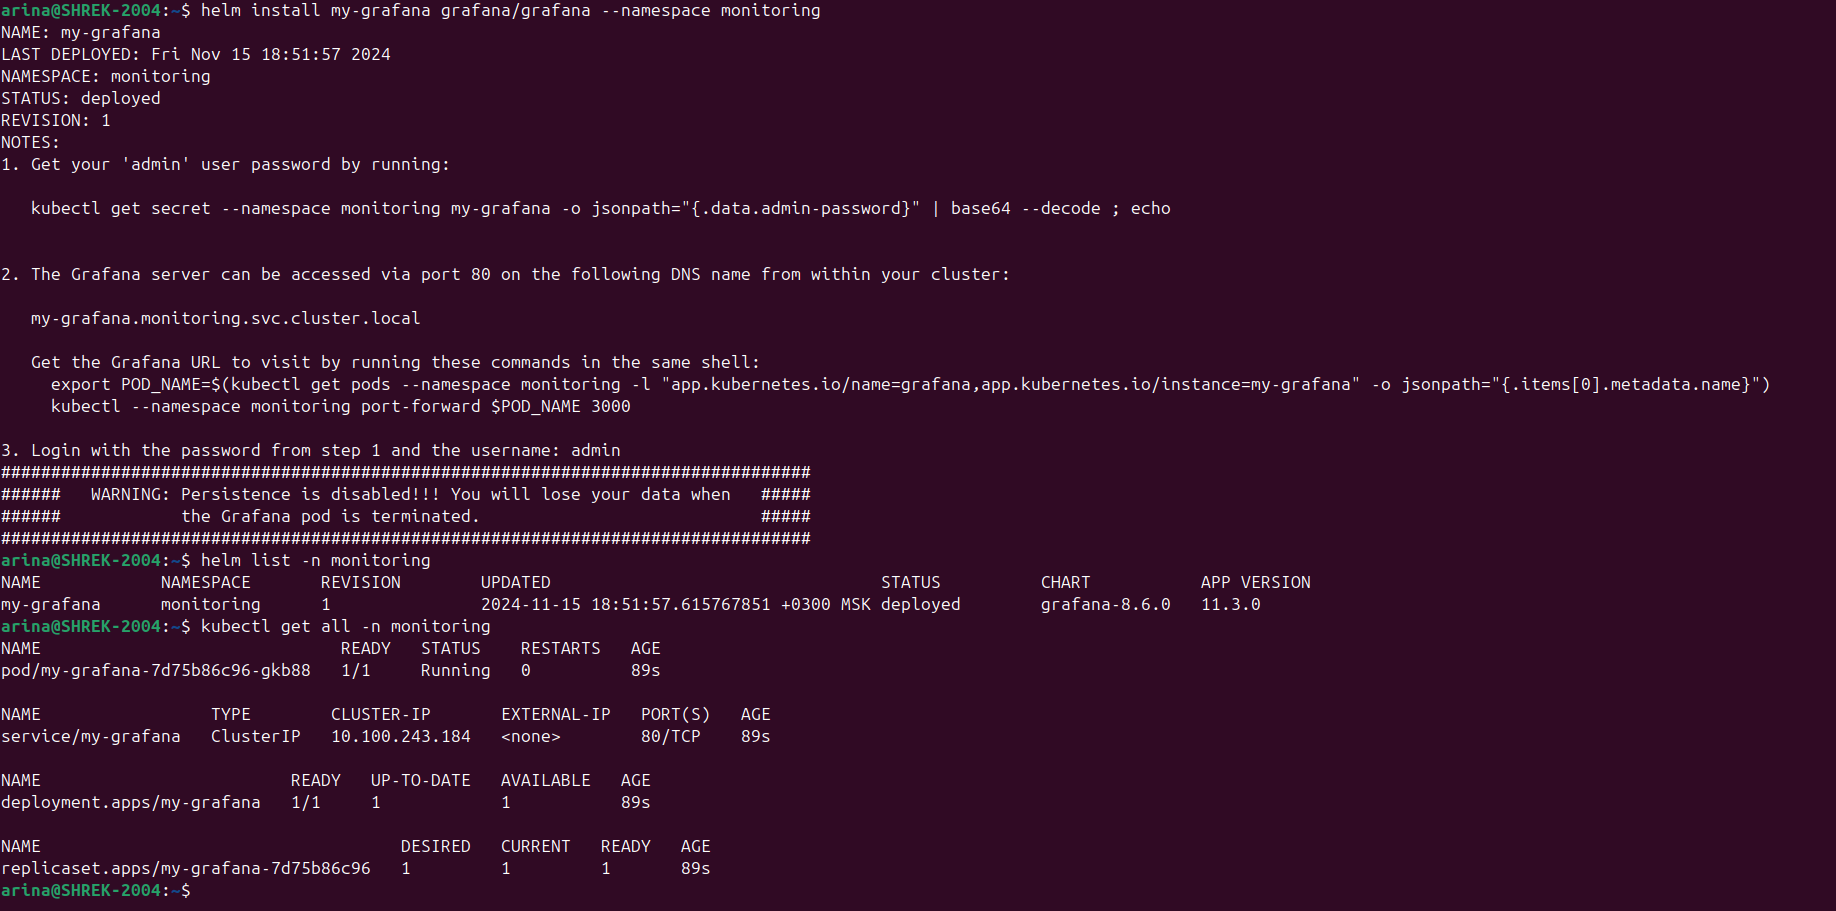 arina@SHREK-2004:~$ helm install my-grafana grafana/grafana --namespace monitoring
NAME: my-grafana
LAST DEPLOYED: Fri Nov 15 18:51:57 2024
NAMESPACE: monitoring
STATUS: deployed
REVISION: 1
NOTES:
1. Get your 'admin' user password by running:

   kubectl get secret --namespace monitoring my-grafana -o jsonpath="{.data.admin-password}" | base64 --decode ; echo


2. The Grafana server can be accessed via port 80 on the following DNS name from within your cluster:

   my-grafana.monitoring.svc.cluster.local

   Get the Grafana URL to visit by running these commands in the same shell:
     export POD_NAME=$(kubectl get pods --namespace monitoring -l "app.kubernetes.io/name=grafana,app.kubernetes.io/instance=my-grafana" -o jsonpath="{.items[0].metadata.name}")
     kubectl --namespace monitoring port-forward $POD_NAME 3000

3. Login with the password from step 1 and the username: admin
#################################################################################
######   WARNING: Persistence is disabled!!! You will lose your data when   #####
######            the Grafana pod is terminated.                            #####
#################################################################################
arina@SHREK-2004:~$ helm list -n monitoring
NAME            NAMESPACE       REVISION        UPDATED                                 STATUS          CHART           APP VERSION
my-grafana      monitoring      1               2024-11-15 18:51:57.615767851 +0300 MSK deployed        grafana-8.6.0   11.3.0
arina@SHREK-2004:~$ kubectl get all -n monitoring
NAME                              READY   STATUS    RESTARTS   AGE
pod/my-grafana-7d75b86c96-gkb88   1/1     Running   0          89s

NAME                 TYPE        CLUSTER-IP       EXTERNAL-IP   PORT(S)   AGE
service/my-grafana   ClusterIP   10.100.243.184   <none>        80/TCP    89s

NAME                         READY   UP-TO-DATE   AVAILABLE   AGE
deployment.apps/my-grafana   1/1     1            1           89s

NAME                                    DESIRED   CURRENT   READY   AGE
replicaset.apps/my-grafana-7d75b86c96   1         1         1       89s
arina@SHREK-2004:~$